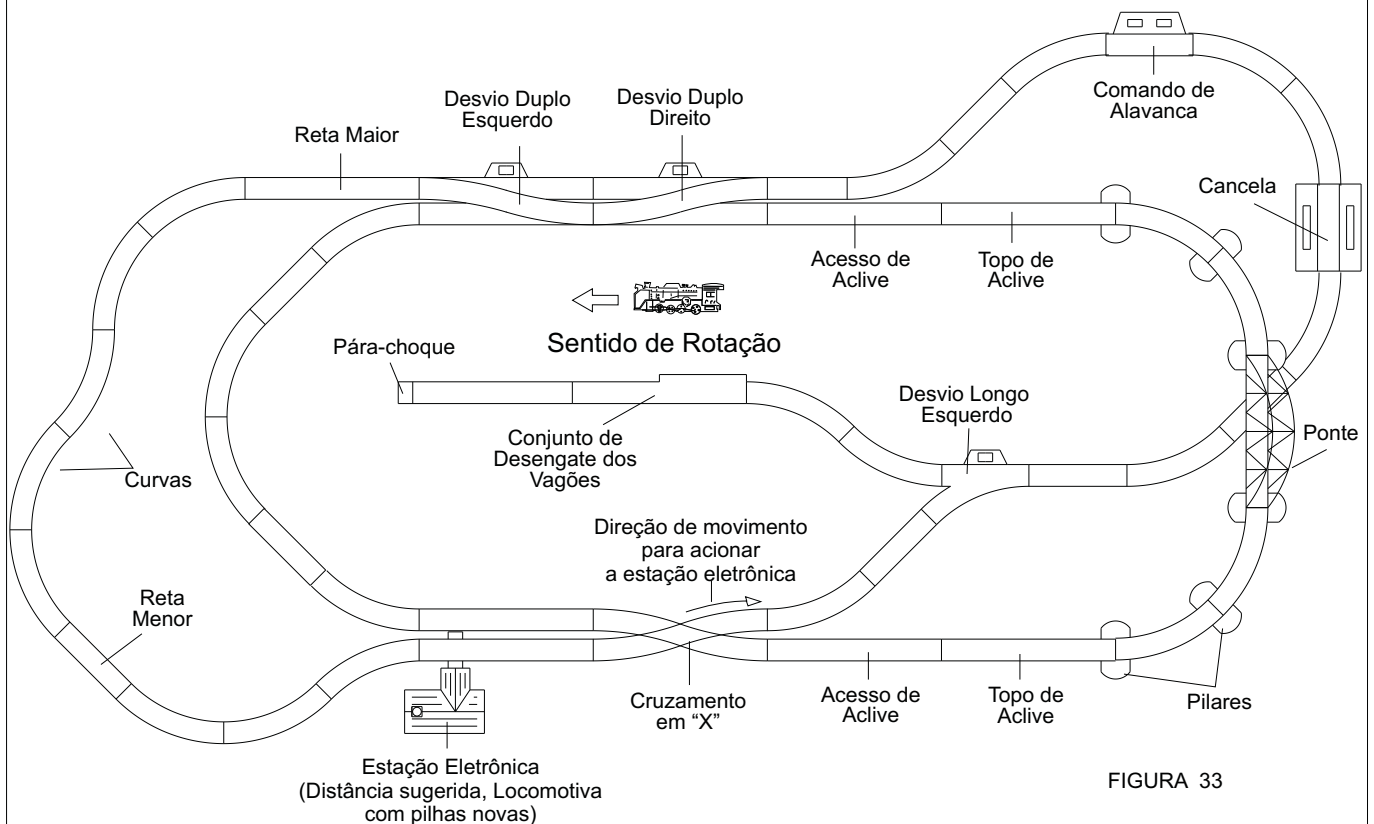 Comando de
Alavanca
Desvio Duplo
Esquerdo
Desvio Duplo
Direito
Reta Maior
Cancela
Acesso de
Aclive
Topo de
Aclive
Sentido de Rotação
Pára-choque
Desvio Longo
Esquerdo
Conjunto de
Desengate dos
Vagões
Ponte
Curvas
Direção de movimento
para acionar
a estação eletrônica
Reta
Menor
Cruzamento
em “X”
Acesso de
Aclive
Topo de
Aclive
Pilares
Estação Eletrônica
(Distância sugerida, Locomotiva
com pilhas novas)
FIGURA 33